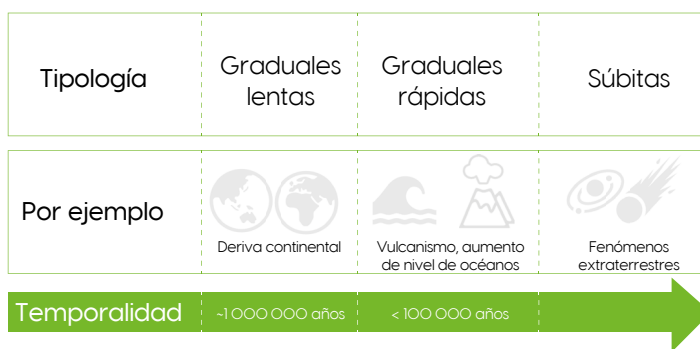 Tipología
Graduales
lentas
Graduales
rápidas
Súbitas
Por ejemplo
Deriva continental
Vulcanismo, aumento
de nivel de océanos
Fenómenos
extraterrestres
Temporalidad
~1 000 000 años
< 100 000 años